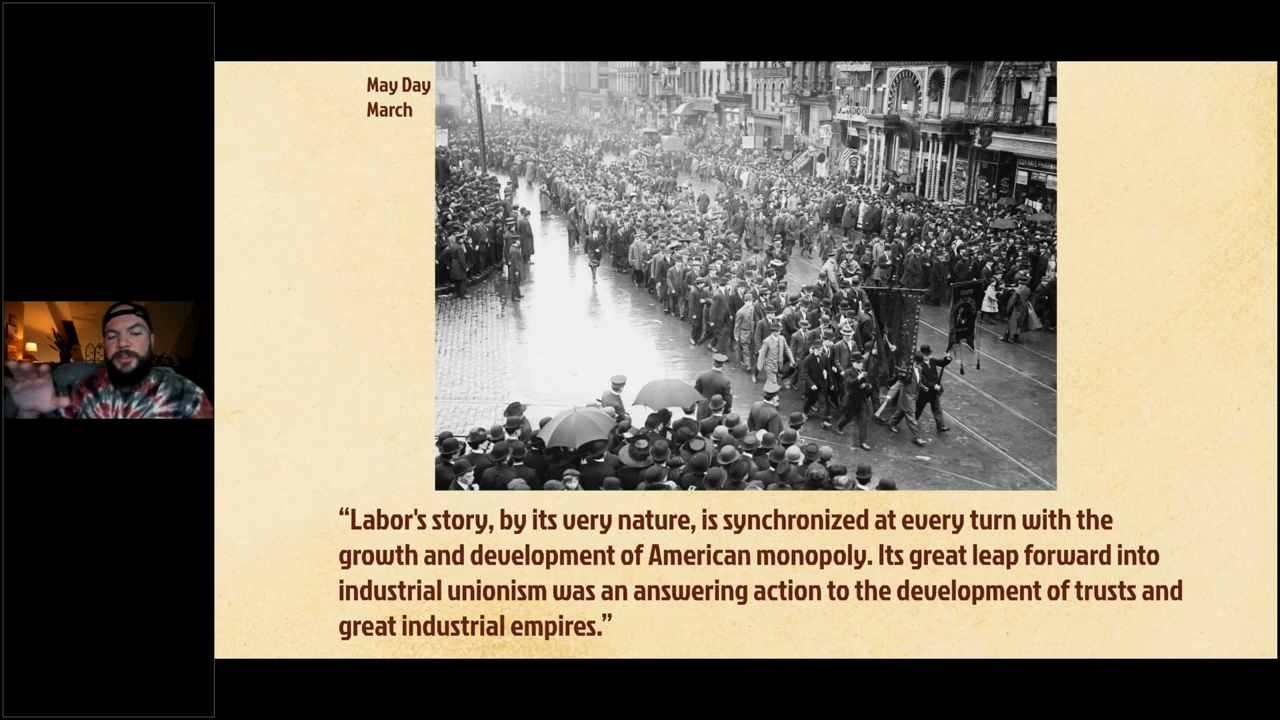 May Day
March
“Labor's story, by its very nature, is synchronized at every turn with the
growth and development of American monopoly. Its great leap forward into
industrial unionism was an answering action to the development of trusts and
great industrial empires.”